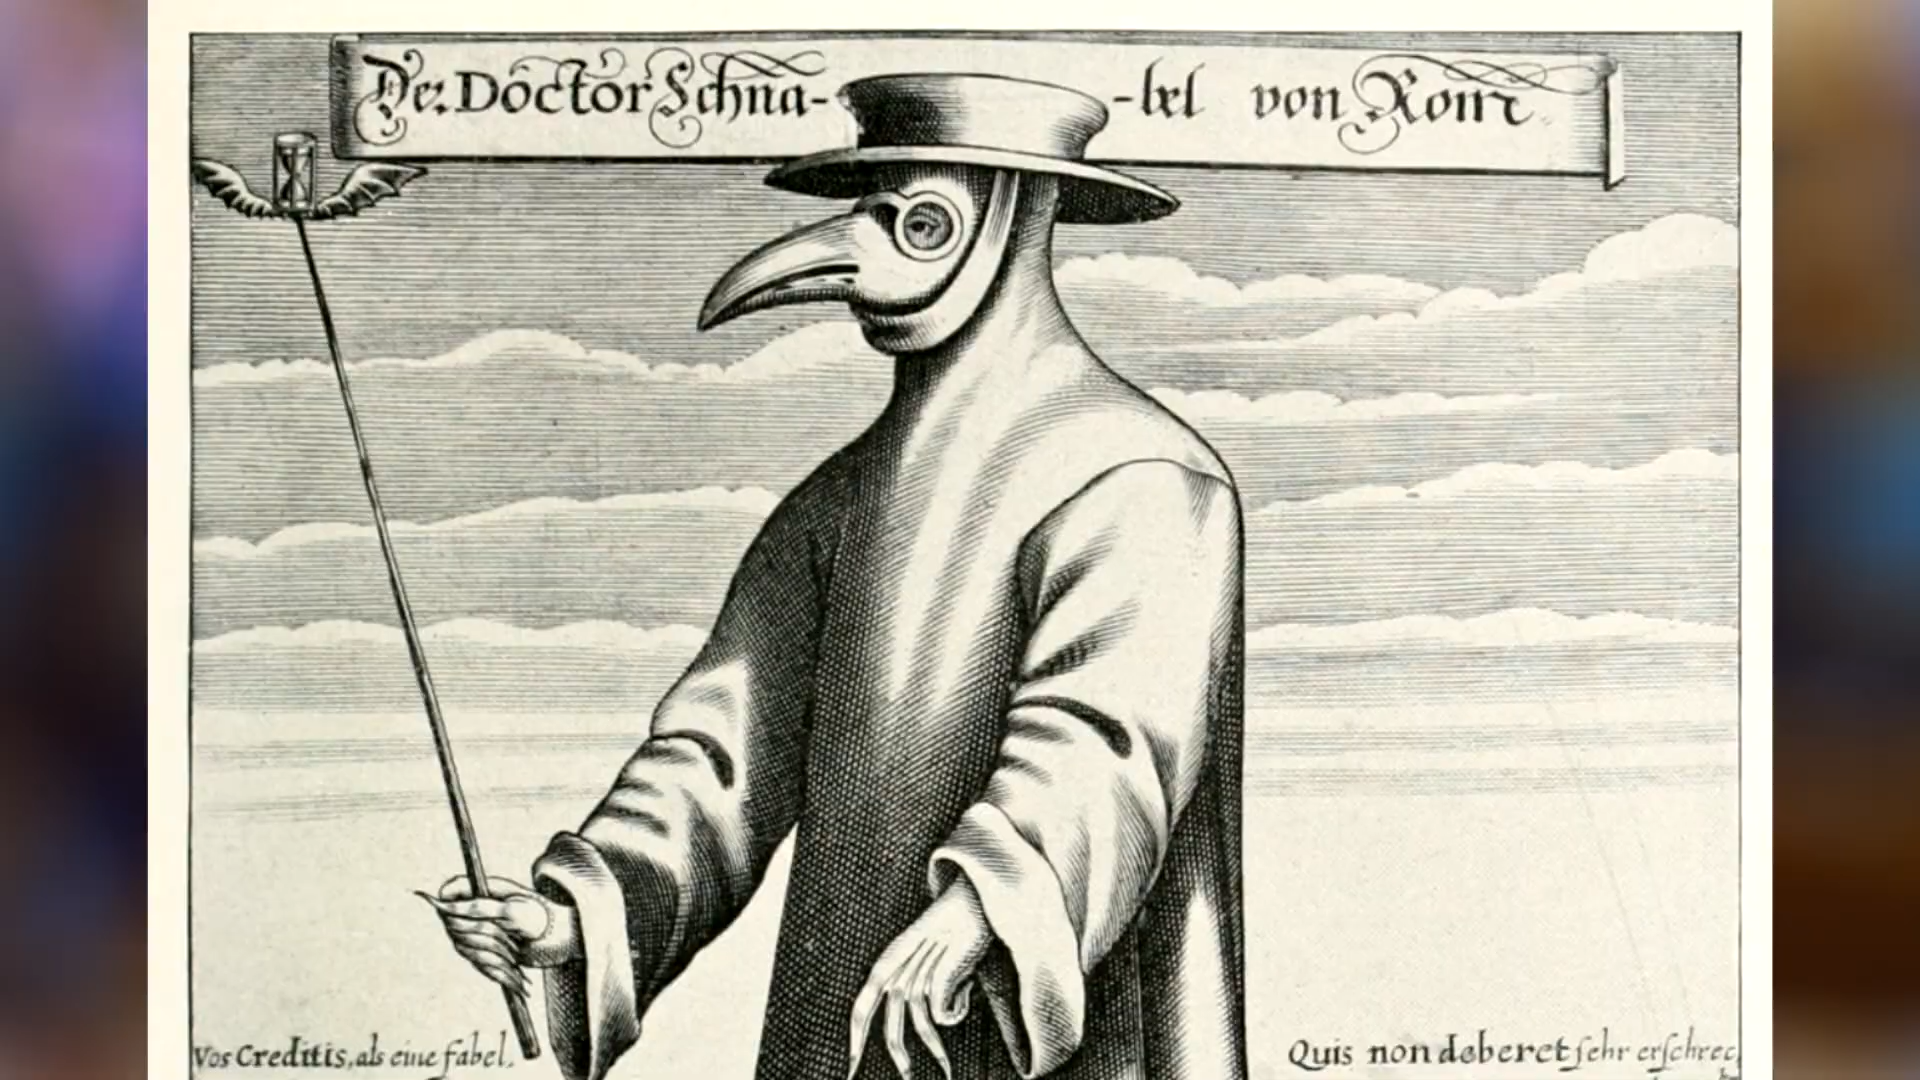 Der Doctor Schna-
-bel von Rom
Vos Creditis, als eine fabel,
Quis non deberet sehr erschrec